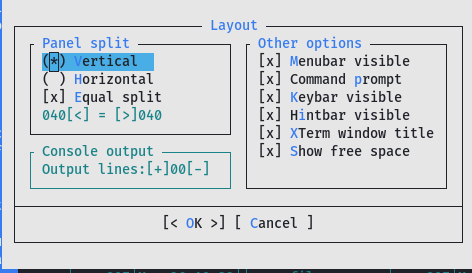 Layout
Panel split
(*) Vertical
( ) Horizontal
[x] Equal split
040[<] = [>]040
Console output
Output lines:[+]00[-]
Other options
[x] Menubar visible
[x] Command prompt
[x] Keybar visible
[x] Hintbar visible
[x] XTerm window title
[x] Show free space
[< OK >] [ Cancel ]